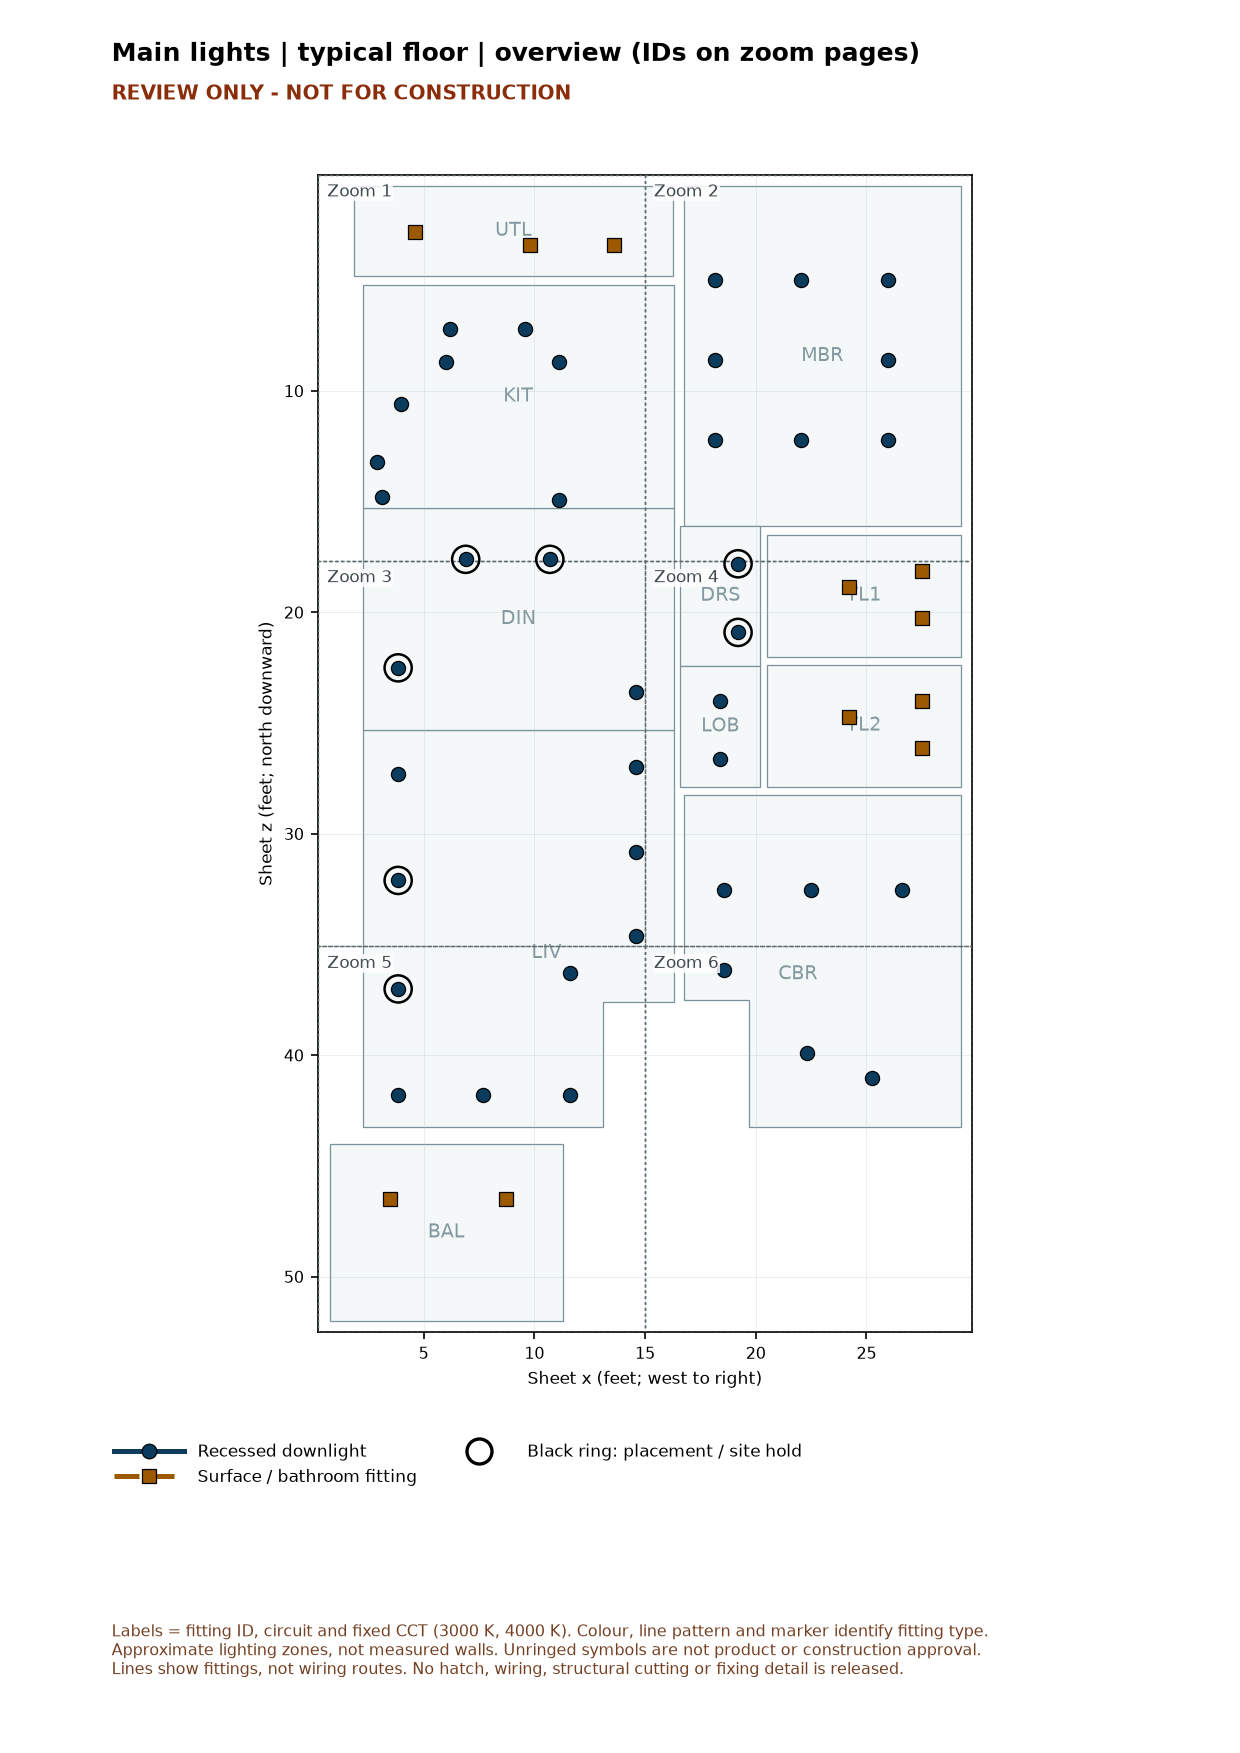 Main lights | typical floor | overview (IDs on zoom pages)
REVIEW ONLY - NOT FOR CONSTRUCTION
Zoom 1
Zoom 2
UTL
MBR
KIT
10
Zoom 3
Zoom 4
DRS
TL1
DIN
20
LOB
TL2
Sheet z (feet; north downward)
30
LIV
Zoom 5
Zoom 6
CBR
40
BAL
50
5
10
15
20
25
Sheet x (feet; west to right)
Recessed downlight
Black ring: placement / site hold
Surface / bathroom fitting
Labels = fitting ID, circuit and fixed CCT (3000 K, 4000 K). Colour, line pattern and marker identify fitting type.
Approximate lighting zones, not measured walls. Unringed symbols are not product or construction approval.
Lines show fittings, not wiring routes. No hatch, wiring, structural cutting or fixing detail is released.